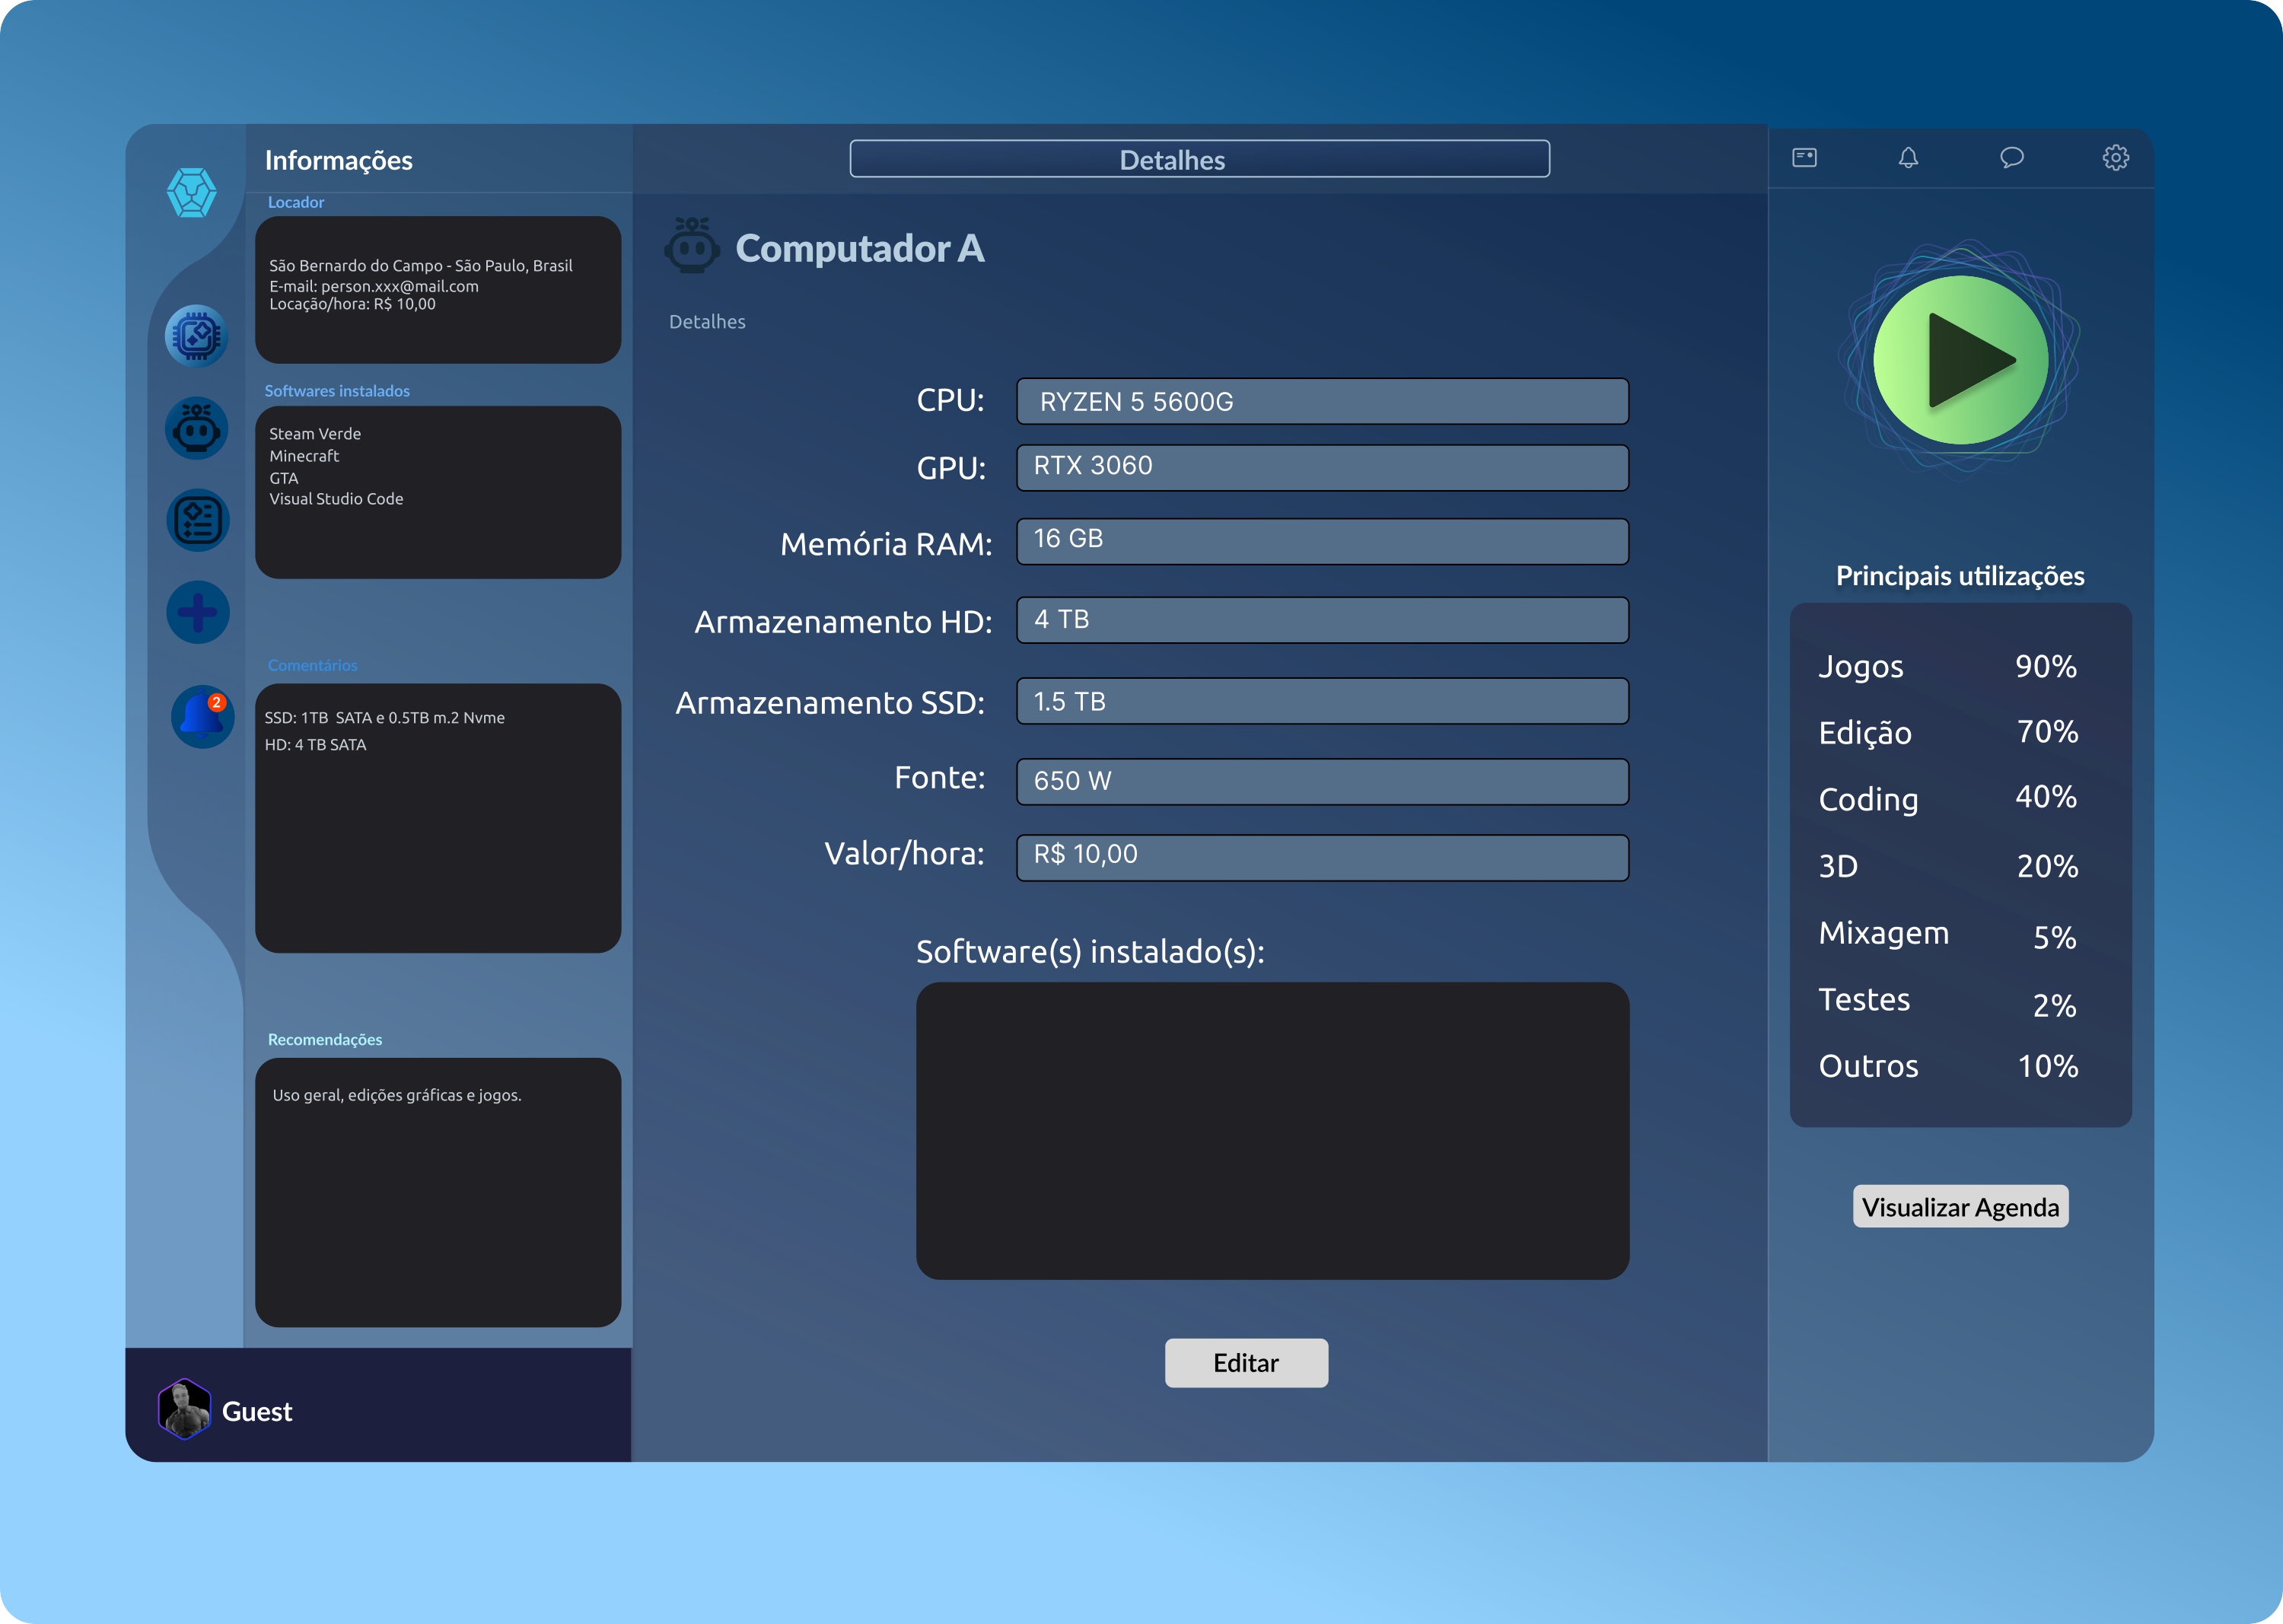 Informações
Locador
São Bernardo do Campo - São Paulo, Brasil
E-mail: person.xxx@mail.com
Locação/hora: R$ 10,00
Softwares instalados
Steam Verde
Minecraft
GTA
Visual Studio Code
Comentários
SSD: 1TB  SATA e 0.5TB m.2 Nvme
HD: 4 TB SATA
2
Recomendações
Uso geral, edições gráficas e jogos.
Guest
Detalhes
Computador A
Detalhes
CPU: RYZEN 5 5600G
GPU: RTX 3060
Memória RAM: 16 GB
Armazenamento HD: 4 TB
Armazenamento SSD: 1.5 TB
Fonte: 650 W
Valor/hora: R$ 10,00
Software(s) instalado(s):
Editar
Principais utilizações
Jogos 90%
Edição 70%
Coding 40%
3D 20%
Mixagem 5%
Testes 2%
Outros 10%
Visualizar Agenda